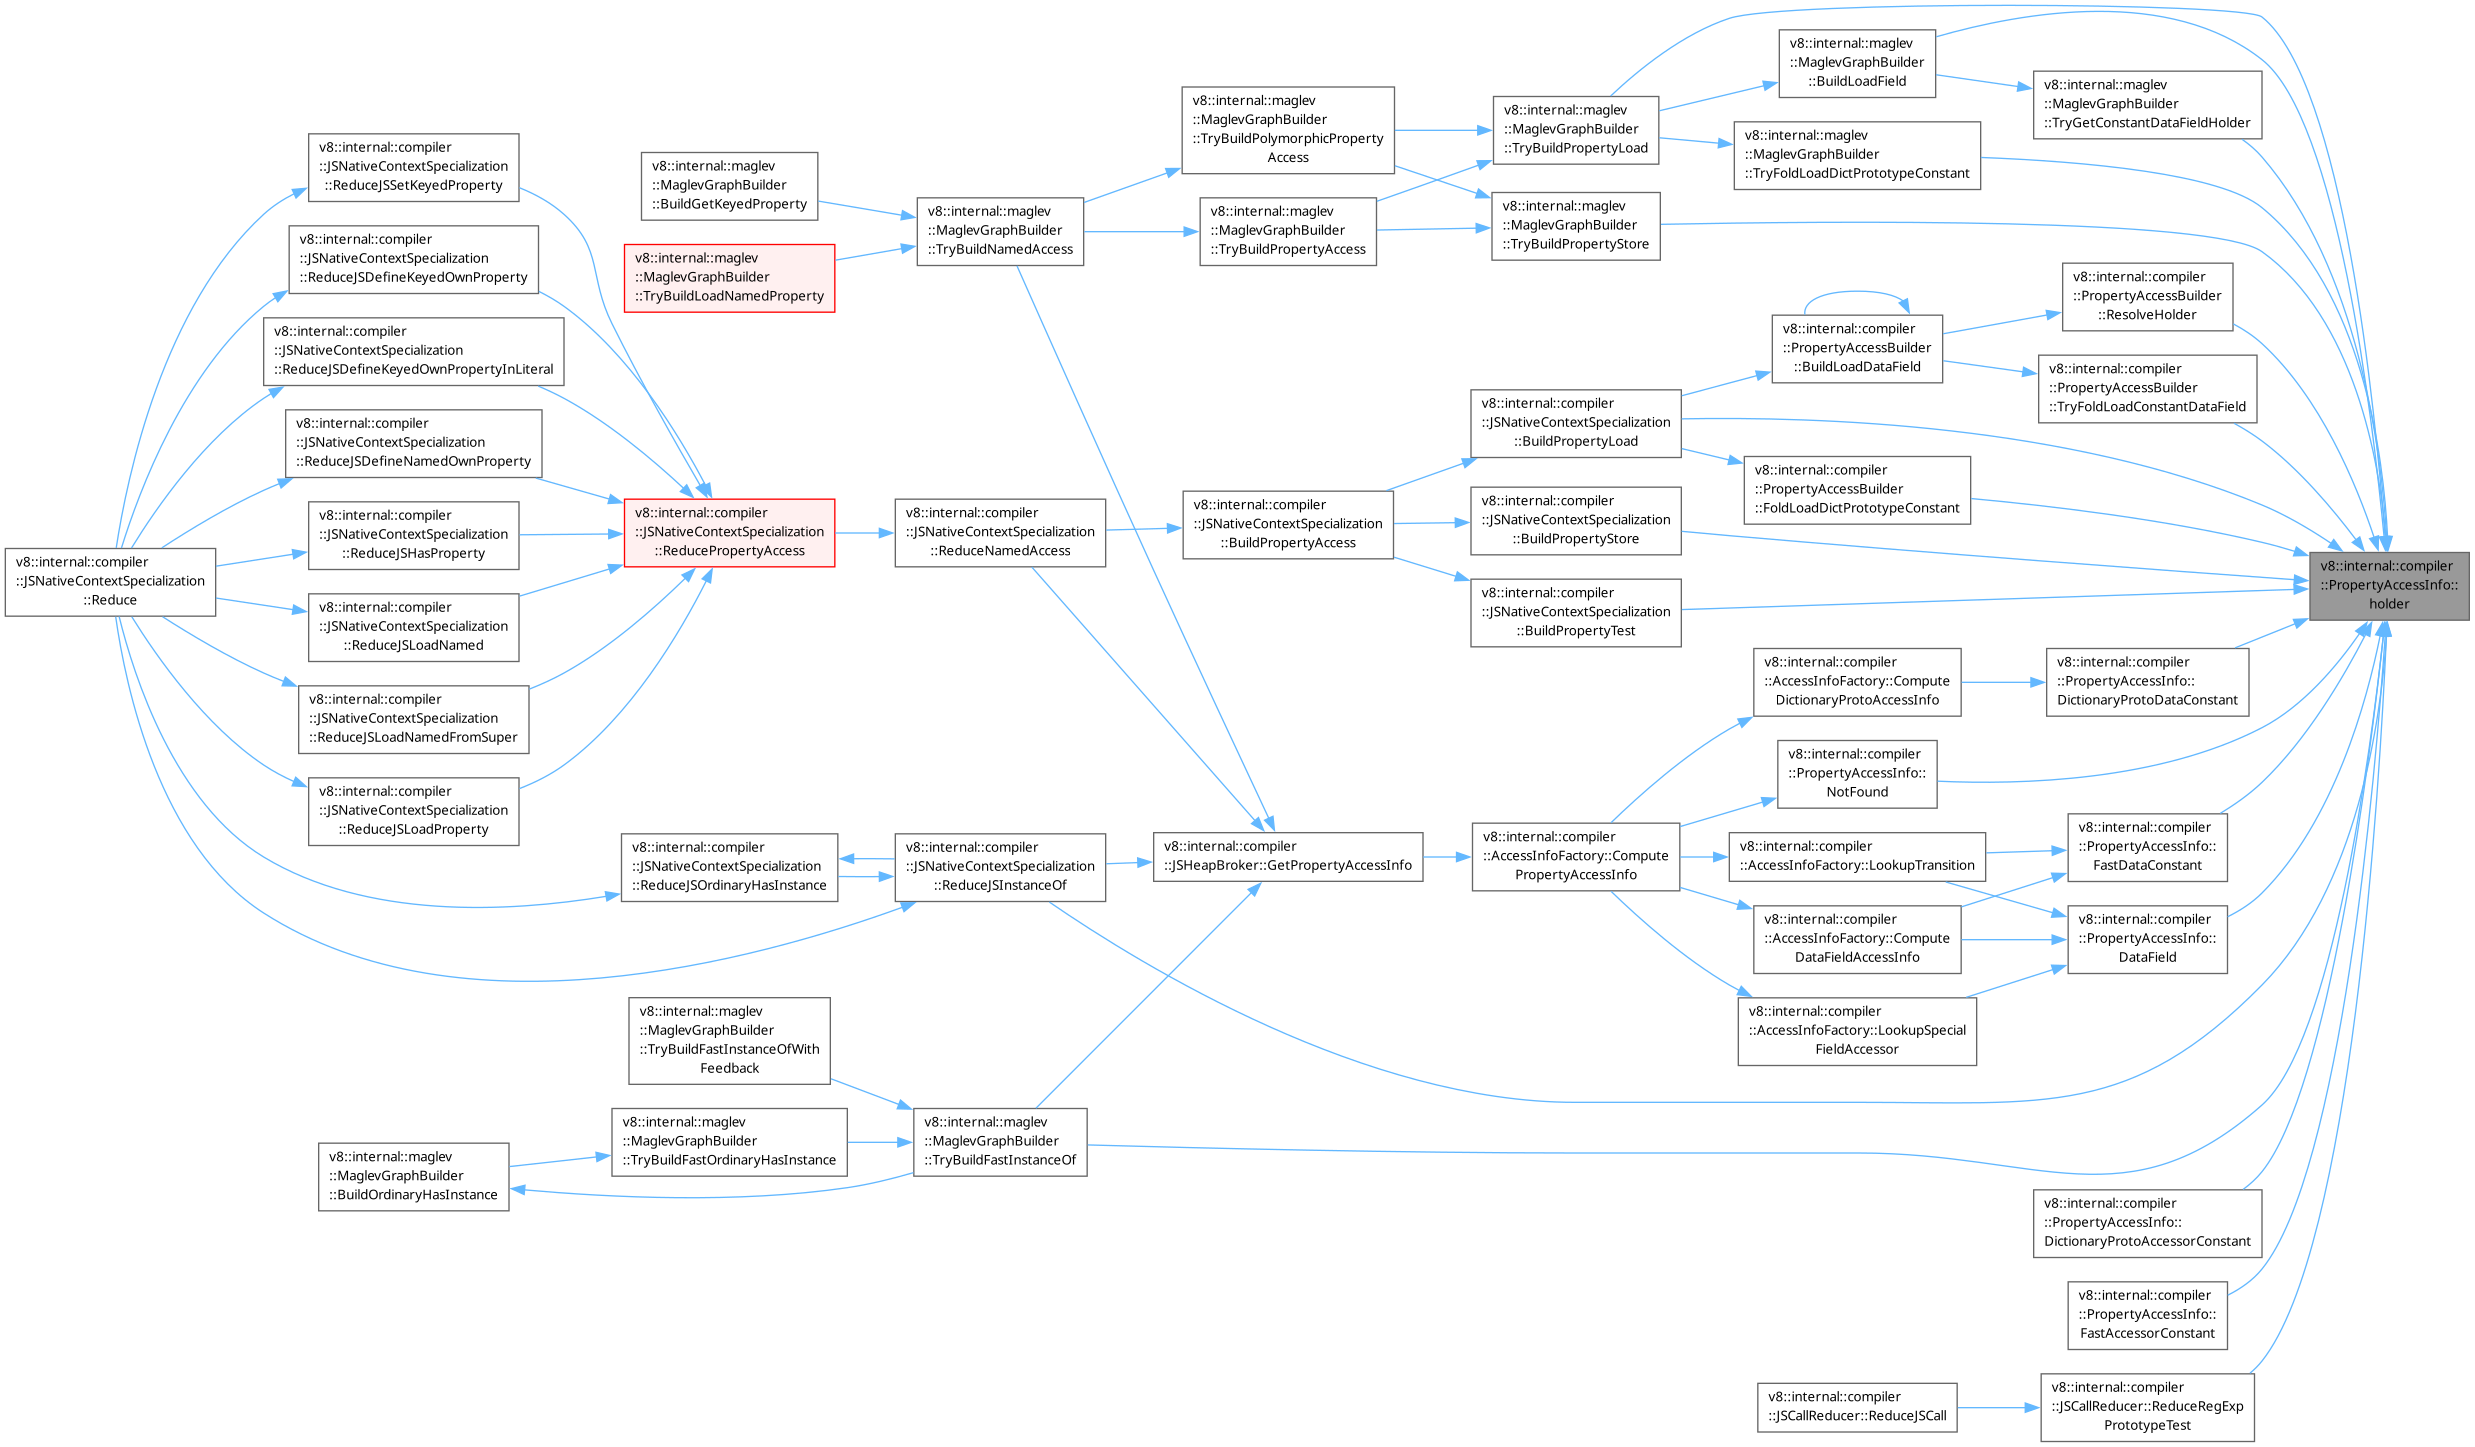 v8::internal::compiler
::JSNativeContextSpecialization
::Reduce
v8::internal::compiler
::JSNativeContextSpecialization
::ReduceJSSetKeyedProperty
v8::internal::compiler
::JSNativeContextSpecialization
::ReduceJSDefineKeyedOwnProperty
v8::internal::compiler
::JSNativeContextSpecialization
::ReduceJSDefineKeyedOwnPropertyInLiteral
v8::internal::compiler
::JSNativeContextSpecialization
::ReduceJSDefineNamedOwnProperty
v8::internal::compiler
::JSNativeContextSpecialization
::ReduceJSHasProperty
v8::internal::compiler
::JSNativeContextSpecialization
::ReduceJSLoadNamed
v8::internal::compiler
::JSNativeContextSpecialization
::ReduceJSLoadNamedFromSuper
v8::internal::compiler
::JSNativeContextSpecialization
::ReduceJSLoadProperty
v8::internal::maglev
::MaglevGraphBuilder
::BuildOrdinaryHasInstance
v8::internal::maglev
::MaglevGraphBuilder
::BuildGetKeyedProperty
v8::internal::maglev
::MaglevGraphBuilder
::TryBuildLoadNamedProperty
v8::internal::compiler
::JSNativeContextSpecialization
::ReducePropertyAccess
v8::internal::compiler
::JSNativeContextSpecialization
::ReduceJSOrdinaryHasInstance
v8::internal::maglev
::MaglevGraphBuilder
::TryBuildFastInstanceOfWith
Feedback
v8::internal::maglev
::MaglevGraphBuilder
::TryBuildFastOrdinaryHasInstance
v8::internal::maglev
::MaglevGraphBuilder
::TryBuildNamedAccess
v8::internal::compiler
::JSNativeContextSpecialization
::ReduceNamedAccess
v8::internal::compiler
::JSNativeContextSpecialization
::ReduceJSInstanceOf
v8::internal::maglev
::MaglevGraphBuilder
::TryBuildFastInstanceOf
v8::internal::maglev
::MaglevGraphBuilder
::TryBuildPolymorphicProperty
Access
v8::internal::maglev
::MaglevGraphBuilder
::TryBuildPropertyAccess
v8::internal::compiler
::JSNativeContextSpecialization
::BuildPropertyAccess
v8::internal::compiler
::JSHeapBroker::GetPropertyAccessInfo
v8::internal::maglev
::MaglevGraphBuilder
::TryBuildPropertyLoad
v8::internal::maglev
::MaglevGraphBuilder
::TryBuildPropertyStore
v8::internal::compiler
::JSNativeContextSpecialization
::BuildPropertyLoad
v8::internal::compiler
::JSNativeContextSpecialization
::BuildPropertyStore
v8::internal::compiler
::JSNativeContextSpecialization
::BuildPropertyTest
v8::internal::compiler
::AccessInfoFactory::Compute
PropertyAccessInfo
v8::internal::maglev
::MaglevGraphBuilder
::BuildLoadField
v8::internal::maglev
::MaglevGraphBuilder
::TryFoldLoadDictPrototypeConstant
v8::internal::compiler
::PropertyAccessBuilder
::BuildLoadDataField
v8::internal::compiler
::PropertyAccessBuilder
::FoldLoadDictPrototypeConstant
v8::internal::compiler
::AccessInfoFactory::Compute
DictionaryProtoAccessInfo
v8::internal::compiler
::PropertyAccessInfo::
NotFound
v8::internal::compiler
::AccessInfoFactory::LookupTransition
v8::internal::compiler
::AccessInfoFactory::Compute
DataFieldAccessInfo
v8::internal::compiler
::AccessInfoFactory::LookupSpecial
FieldAccessor
v8::internal::compiler
::JSCallReducer::ReduceJSCall
v8::internal::maglev
::MaglevGraphBuilder
::TryGetConstantDataFieldHolder
v8::internal::compiler
::PropertyAccessBuilder
::ResolveHolder
v8::internal::compiler
::PropertyAccessBuilder
::TryFoldLoadConstantDataField
v8::internal::compiler
::PropertyAccessInfo::
DictionaryProtoDataConstant
v8::internal::compiler
::PropertyAccessInfo::
FastDataConstant
v8::internal::compiler
::PropertyAccessInfo::
DataField
v8::internal::compiler
::PropertyAccessInfo::
DictionaryProtoAccessorConstant
v8::internal::compiler
::PropertyAccessInfo::
FastAccessorConstant
v8::internal::compiler
::JSCallReducer::ReduceRegExp
PrototypeTest
v8::internal::compiler
::PropertyAccessInfo::
holder